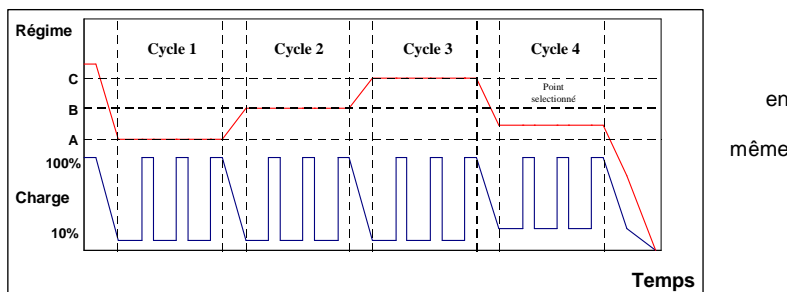 Régime
Cycle 1
Cycle 2
Cycle 3
Cycle 4
C
Point
selectionné
B
en
A
même
100%
Charge
10%
Temps